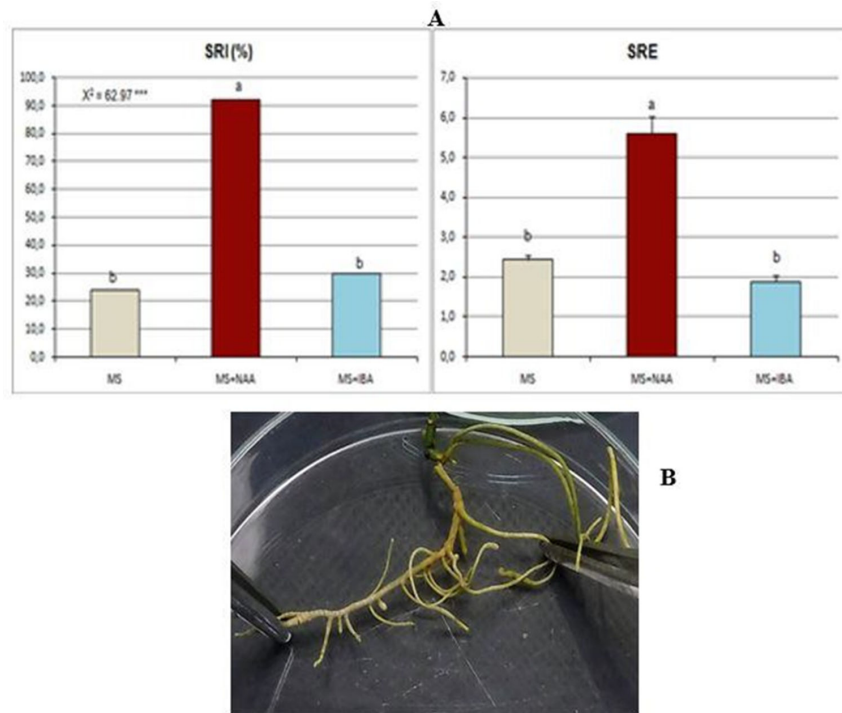 A
SRI (%)
100,0
90,0
80,0
70,0
60,0
50,0
40,0
30,0
20,0
10,0
0,0
X² = 62.97 ***
b
a
b
MS
MS+NAA
MS+IBA
SRE
7,0
6,0
5,0
4,0
3,0
2,0
1,0
0,0
b
a
b
MS
MS+NAA
MS+IBA
B